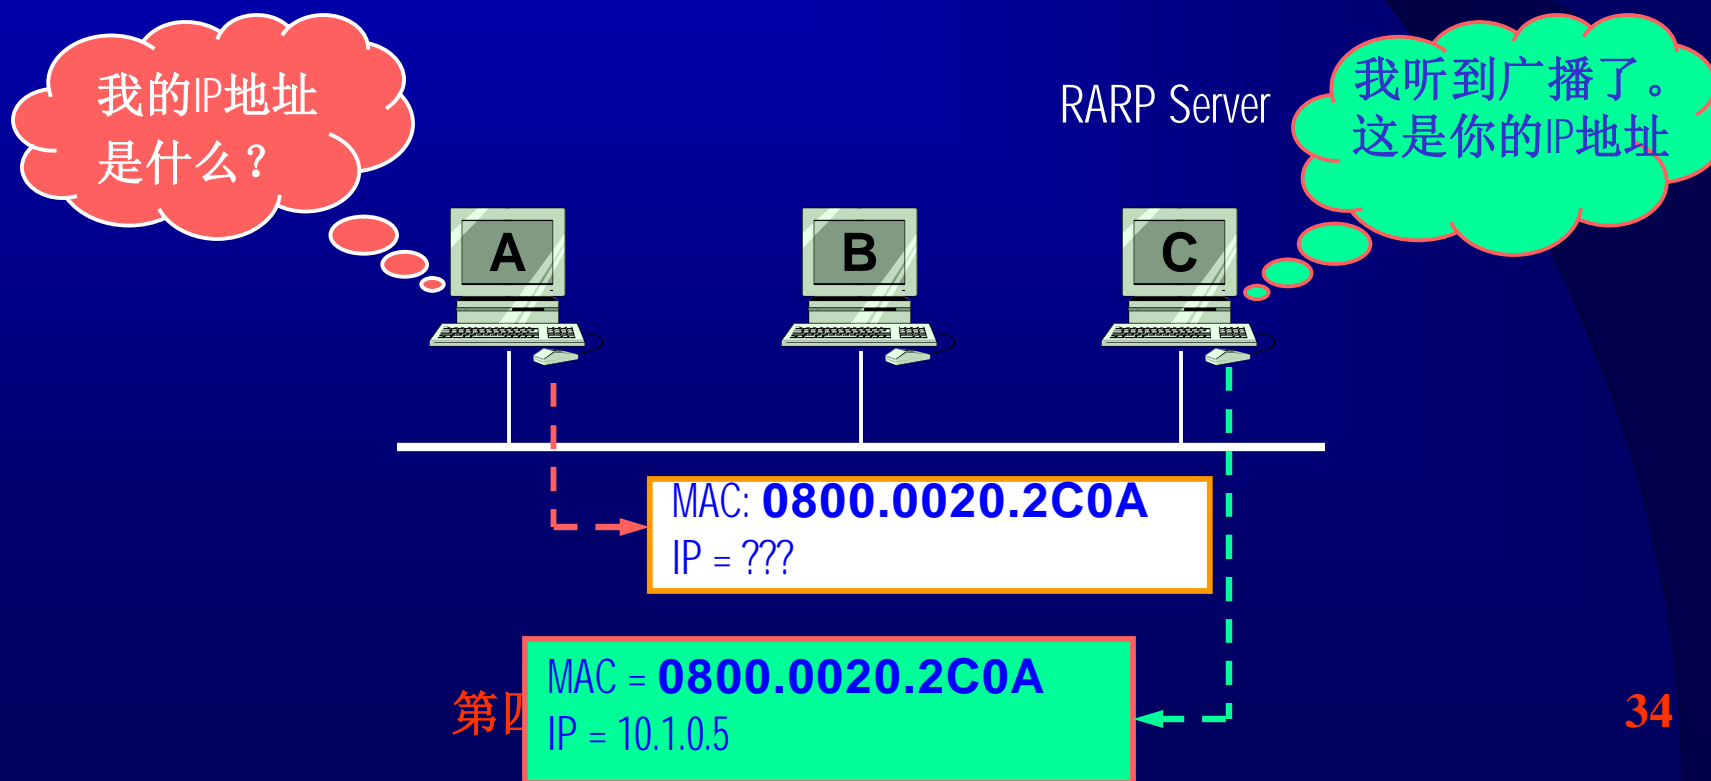 我的IP地址
是什么?
RARP Server
我听到广播了。
这是你的IP地址
A
B
C
MAC: 0800.0020.2C0A
IP = ???
MAC = 0800.0020.2C0A
IP = 10.1.0.5
第四
34